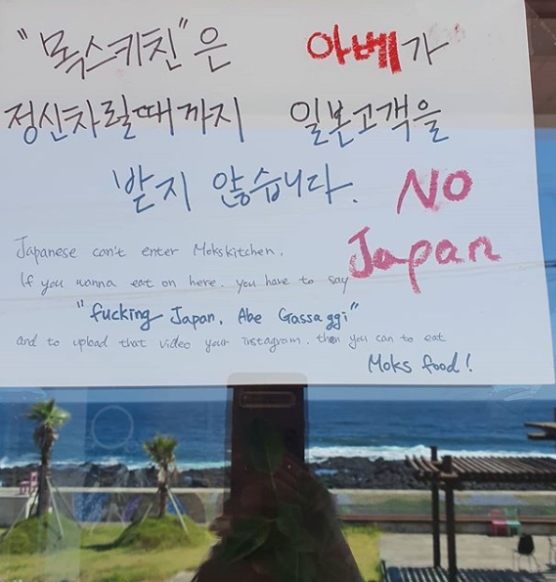 "목스키친"은 아베가
정신차릴때까지 일본고객을
받지 않습니다. NO
Japan
Japanese can't enter Mokskitchen.
If you wanna eat on here. you have to say
"fucking Japan, Abe Gassaggi"
and to upload that video your instagram. then you can to eat
Moks food!